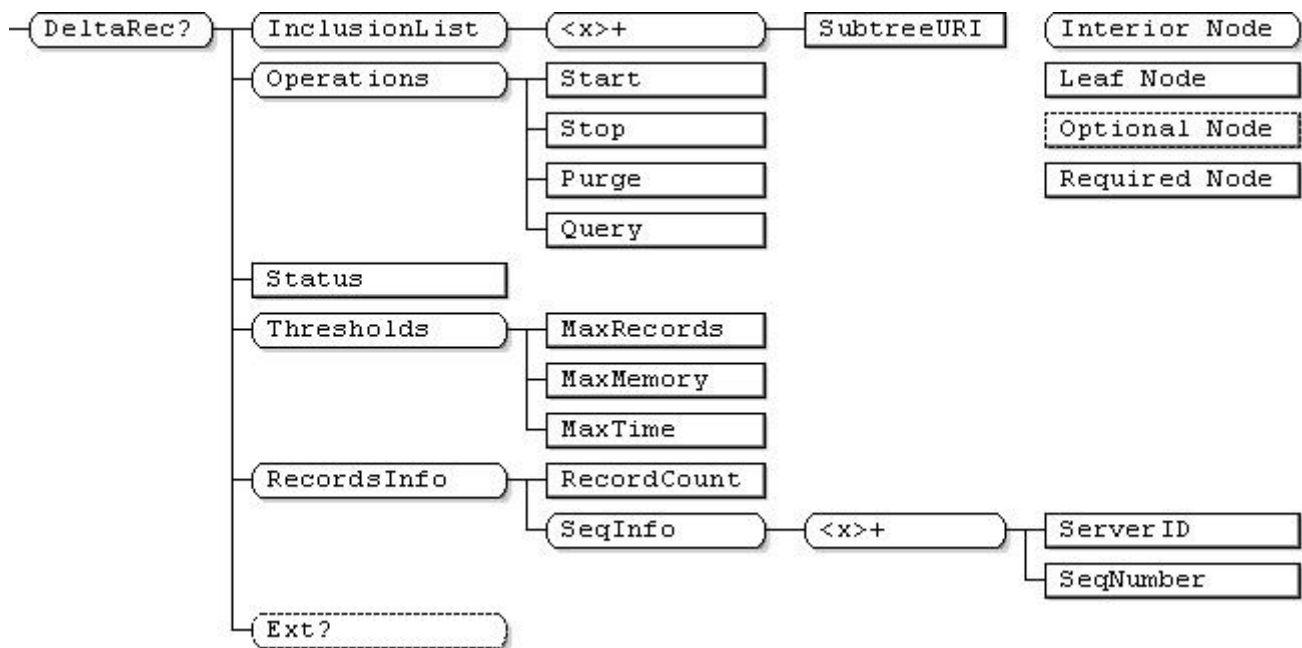 DeltaRec? InclusionList <x>+ SubtreeURI Interior Node
Operations Start Leaf Node
Stop Optional Node
Purge Required Node
Query
Status
Thresholds MaxRecords
MaxMemory
MaxTime
RecordsInfo RecordCount
SeqInfo <x>+ ServerID
SeqNumber
Ext?